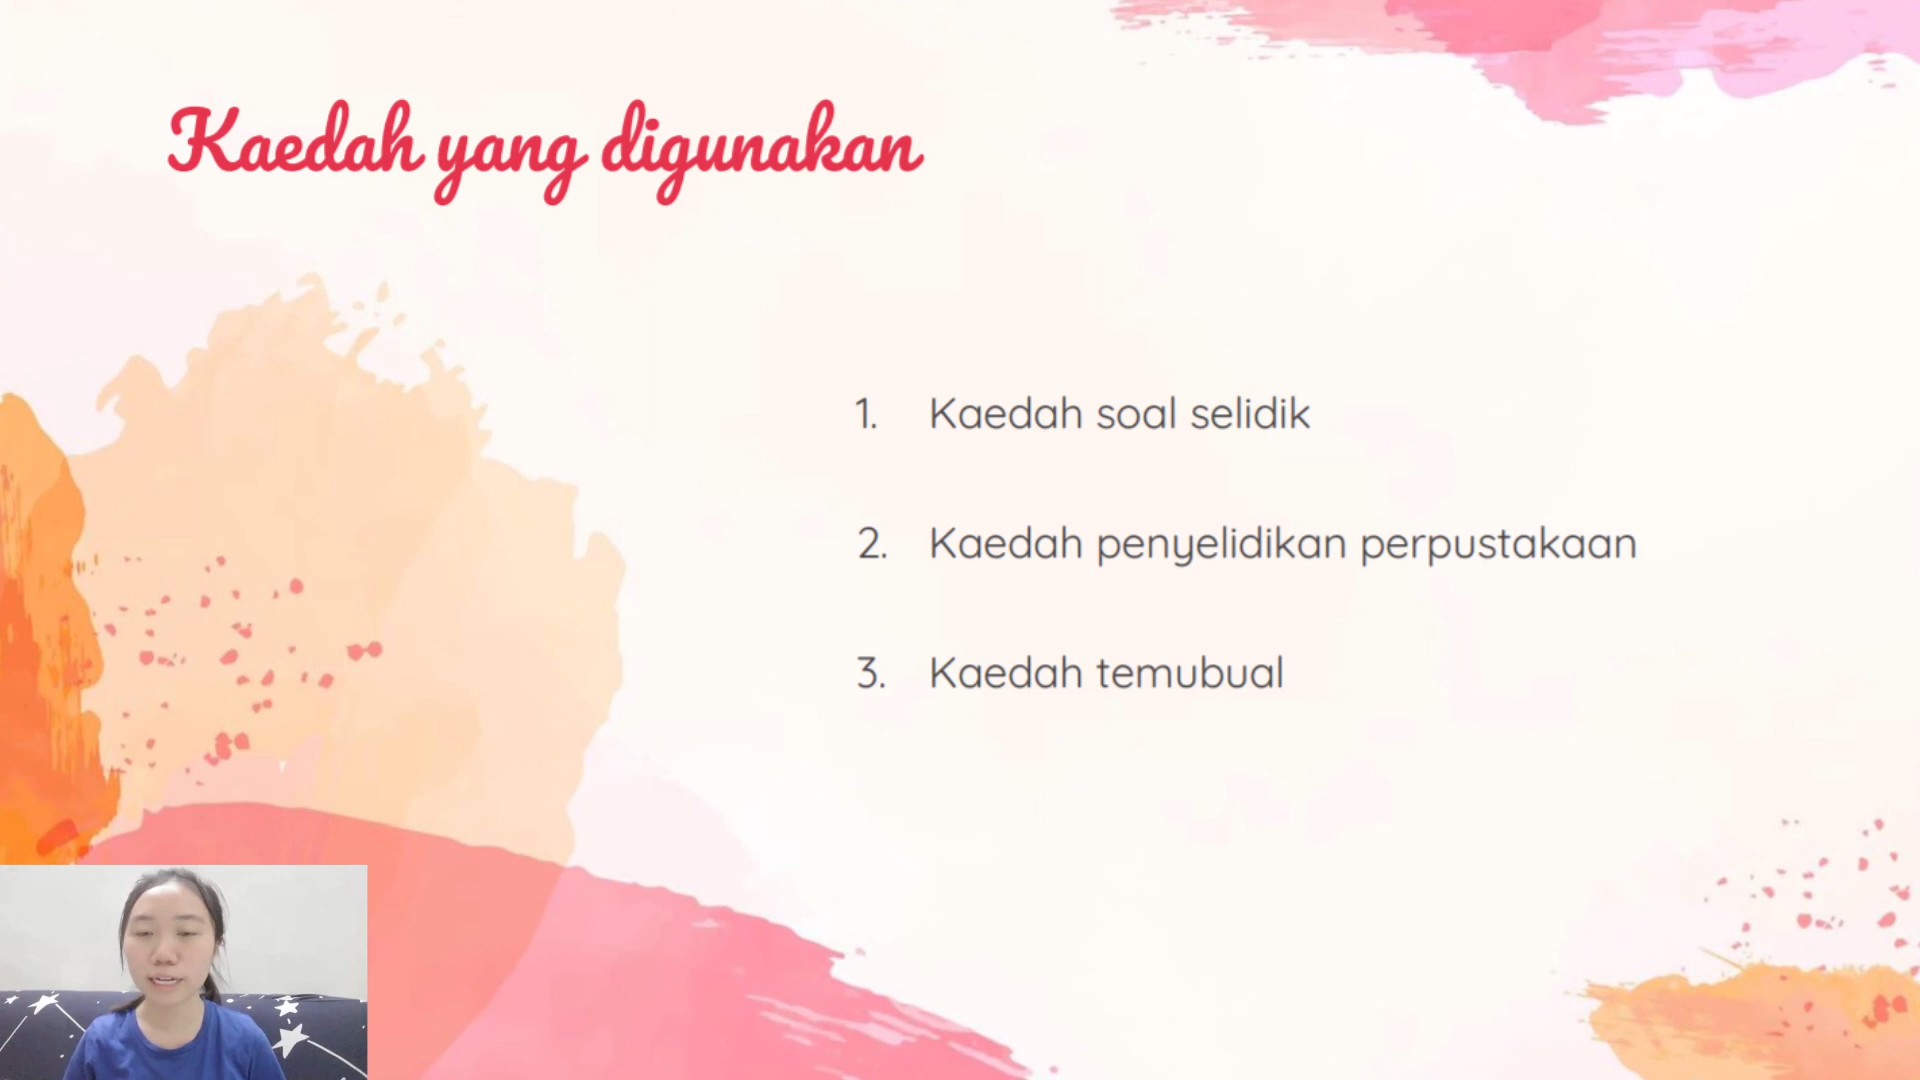 Kaedah yang digunakan
1. Kaedah soal selidik
2. Kaedah penyelidikan perpustakaan
3. Kaedah temubual